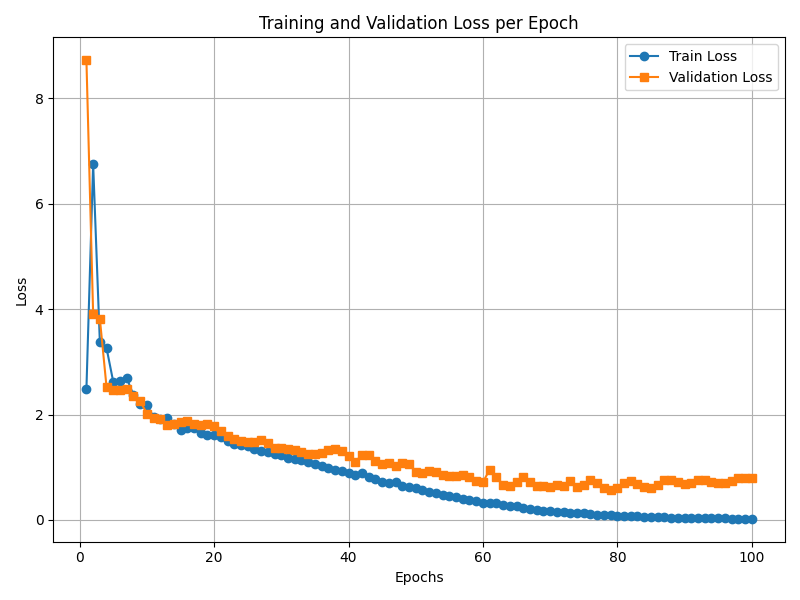 Training and Validation Loss per Epoch
Train Loss
Validation Loss
Loss
8
6
4
2
0
0 20 40 60 80 100
Epochs